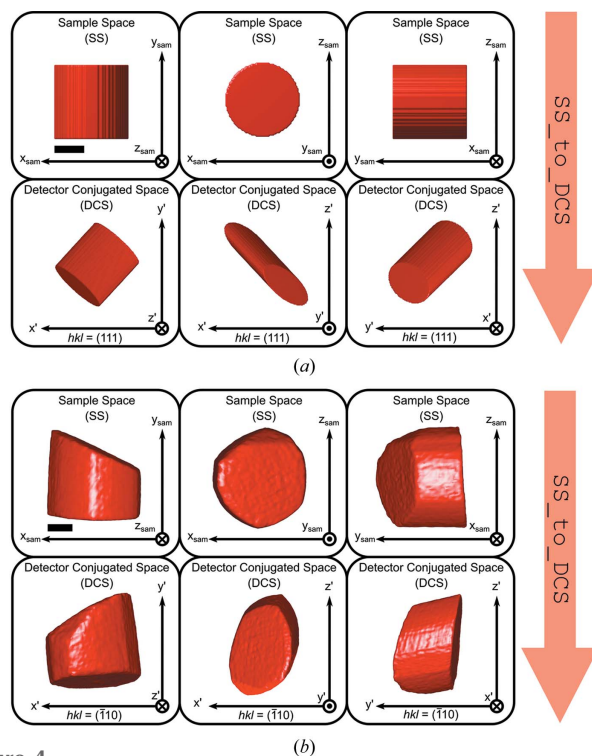 Sample Space
(SS)
y_sam
x_sam
z_sam
Sample Space
(SS)
z_sam
x_sam
y_sam
Sample Space
(SS)
z_sam
y_sam
x_sam
SS_to_DCS
Detector Conjugated Space
(DCS)
y'
x'
z'
hkl = (111)
Detector Conjugated Space
(DCS)
z'
x'
y'
hkl = (111)
Detector Conjugated Space
(DCS)
z'
y'
x'
hkl = (111)
(a)
Sample Space
(SS)
y_sam
x_sam
z_sam
Sample Space
(SS)
z_sam
x_sam
y_sam
Sample Space
(SS)
z_sam
y_sam
x_sam
SS_to_DCS
Detector Conjugated Space
(DCS)
y'
x'
z'
hkl = (1̄10)
Detector Conjugated Space
(DCS)
z'
x'
y'
hkl = (1̄10)
Detector Conjugated Space
(DCS)
z'
y'
x'
hkl = (1̄10)
(b)